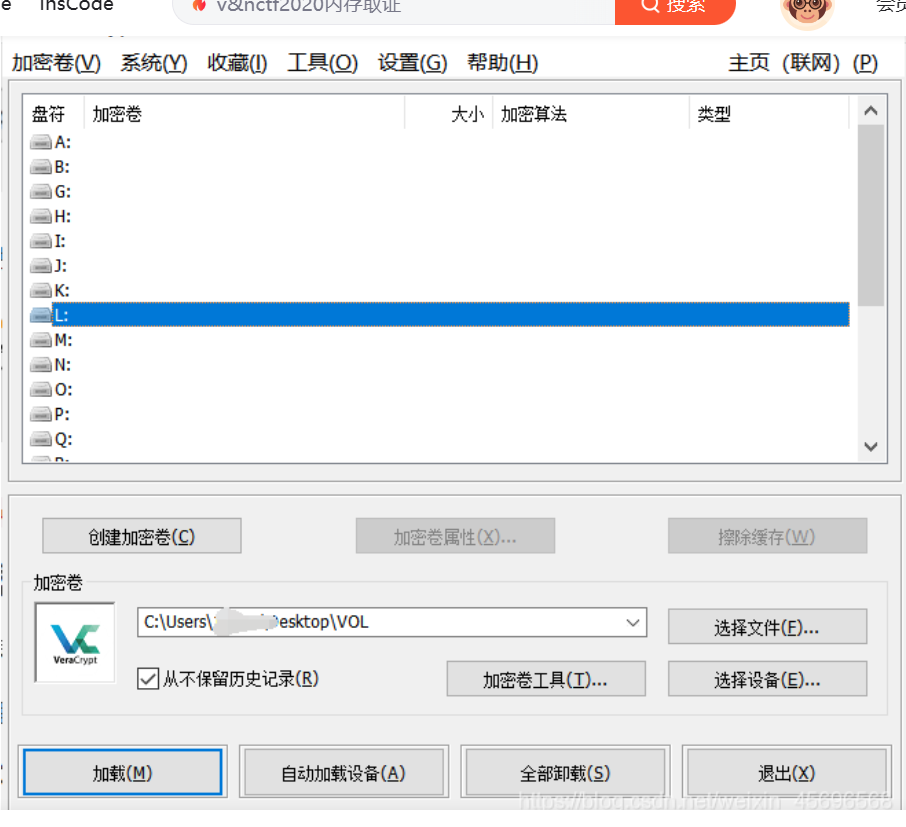 InsCode
v&nctf2020内存取证
搜索
会员
加密卷(V) 系统(Y) 收藏(I) 工具(O) 设置(G) 帮助(H) 主页 (联网) (P)
盘符 加密卷 大小 加密算法 类型
A:
B:
G:
H:
I:
J:
K:
L:
M:
N:
O:
P:
Q:
创建加密卷(C) 加密卷属性(X)... 擦除缓存(W)
加密卷
VeraCrypt
C:\Users\ esktop\VOL
选择文件(F)...
从不保留历史记录(R) 加密卷工具(T)... 选择设备(E)...
加载(M) 自动加载设备(A) 全部卸载(S) 退出(X)
https://blog.csdn.net/weixin_45696568